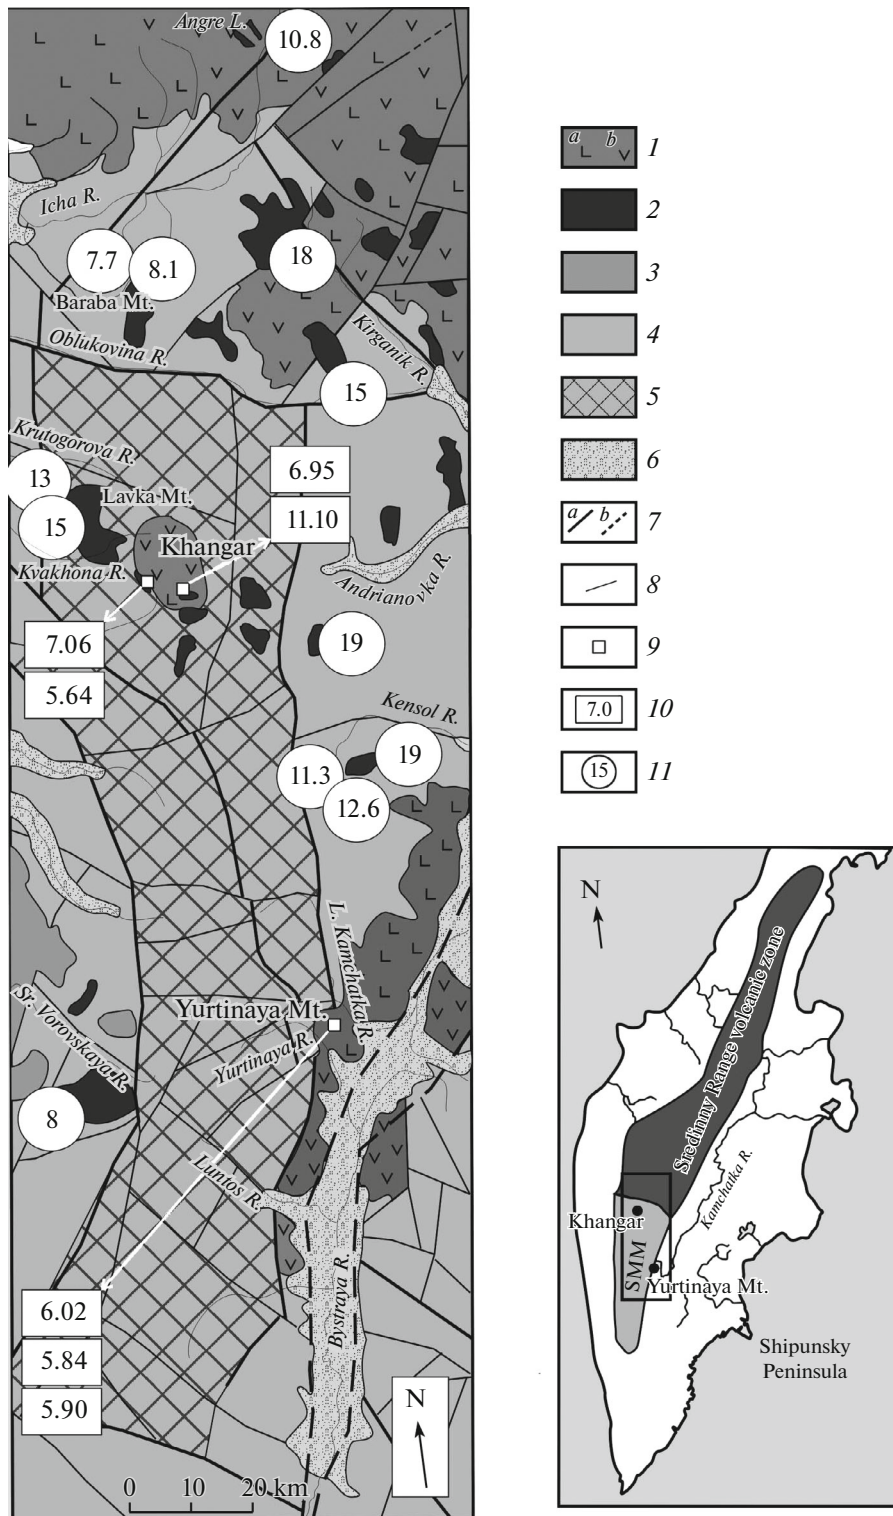 Angre L.
10.8
Icha R.
7.7
8.1
18
Baraba Mt.
Oblukovina R.
Kirganik R.
15
Krutogorova R.
13
Lavka Mt.
15
6.95
11.10
Khangar
Kvakhona R.
Andrianovka R.
7.06
5.64
19
Kensol R.
11.3
19
12.6
L. Kamchatka R.
Yurtinaya Mt.
Yurtinaya R.
Sr. Vorovskaya R.
8
Luntos R.
Bystraya R.
6.02
5.84
5.90
N
0 10 20 km
a b 1
2
3
4
5
6
a b 7
8
9
7.0 10
15 11
N
Sredinny Range volcanic zone
Kamchatka R.
Khangar
SMM
Yurtinaya Mt.
Shipunsky
Peninsula